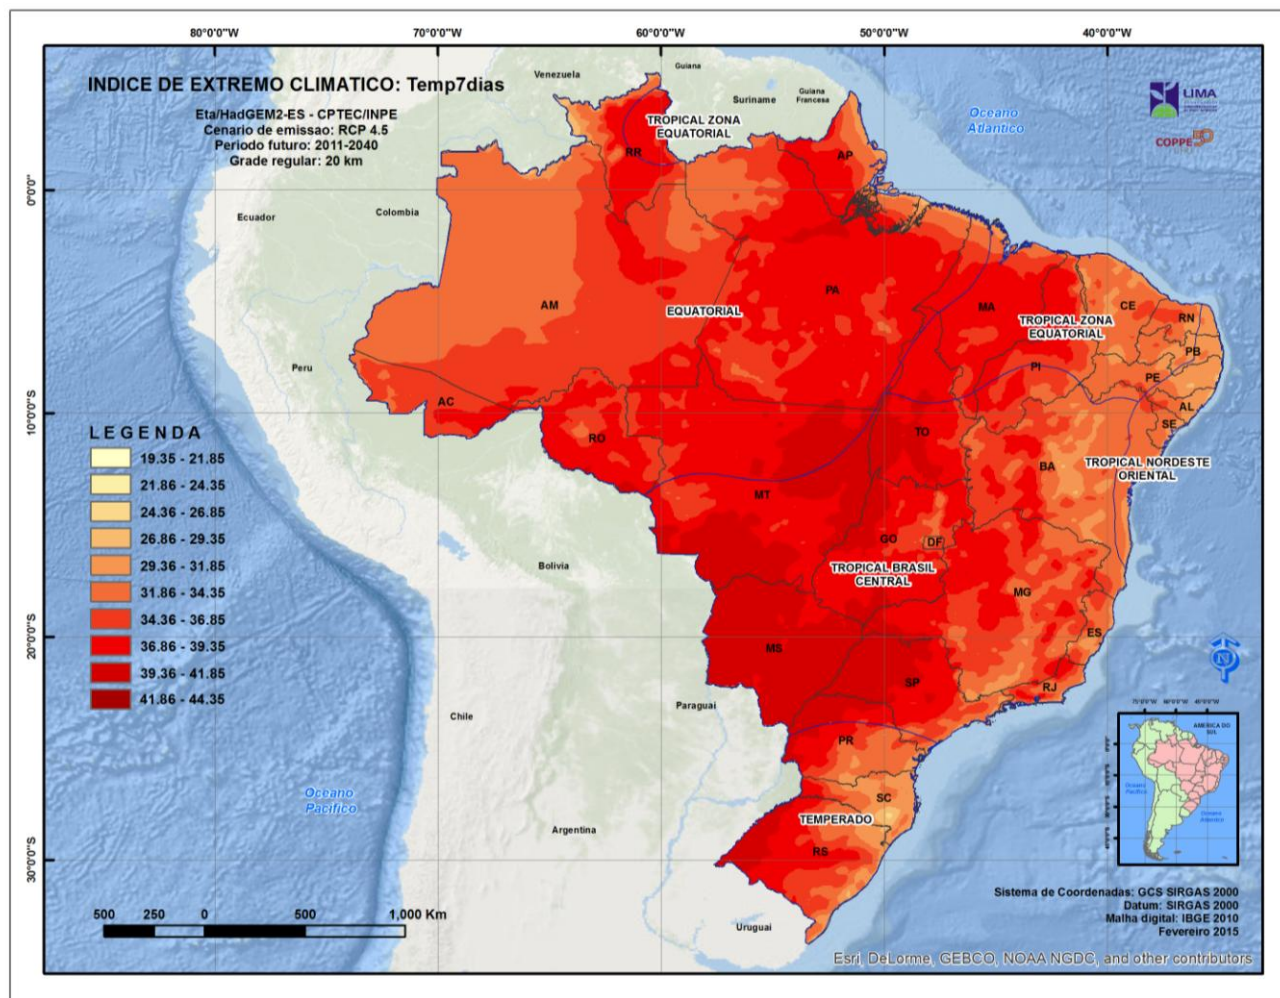 80°0'0"W
70°0'0"W
60°0'0"W
50°0'0"W
40°0'0"W
INDICE DE EXTREMO CLIMATICO: Temp7dias
Eta/HadGEM2-ES - CPTEC/INPE
Cenario de emissao: RCP 4.5
Periodo futuro: 2011-2040
Grade regular: 20 km
Venezuela
Guiana
Suriname
Guiana
Francesa
Oceano
Atlantico
LIMA
COPPE
TROPICAL ZONA
EQUATORIAL
RR
AP
0°0'0"
Ecuador
Colombia
AM
EQUATORIAL
PA
MA
TROPICAL ZONA
EQUATORIAL
CE
RN
PB
PI
PE
AL
SE
Peru
AC
RO
TO
BA
TROPICAL NORDESTE
ORIENTAL
10°0'0"S
LEGENDA
19.35 - 21.85
21.86 - 24.35
24.36 - 26.85
26.86 - 29.35
29.36 - 31.85
31.86 - 34.35
34.36 - 36.85
36.86 - 39.35
39.36 - 41.85
41.86 - 44.35
MT
GO
DF
TROPICAL BRASIL
CENTRAL
Bolivia
MG
ES
20°0'0"S
MS
SP
RJ
Paraguai
Chile
PR
SC
TEMPERADO
RS
Oceano
Pacifico
Argentina
30°0'0"S
Uruguai
500
250
0
500
1,000 Km
AMERICA DO
SUL
Oceano
Pacifico
Oceano
Atlantico
Sistema de Coordenadas: GCS SIRGAS 2000
Datum: SIRGAS 2000
Malha digital: IBGE 2010
Fevereiro 2015
Esri, DeLorme, GEBCO, NOAA NGDC, and other contributors